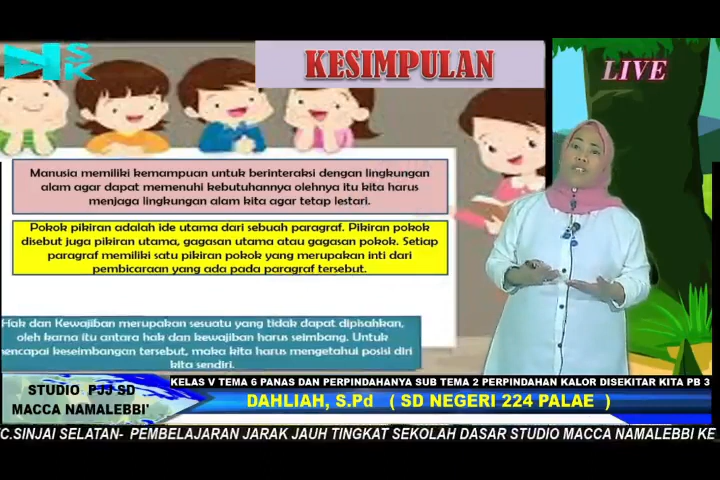 KESIMPULAN
LIVE
Manusia memiliki kemampuan untuk berinteraksi dengan lingkungan
alam agar dapat memenuhi kebutuhannya olehnya itu kita harus
menjaga lingkungan alam kita agar tetap lestari.
Pokok pikiran adalah ide utama dari sebuah paragraf. Pikiran pokok
disebut juga pikiran utama, gagasan utama atau gagasan pokok. Setiap
paragraf memiliki satu pikiran pokok yang merupakan inti dari
pembicaraan yang ada pada paragraf tersebut.
Hak dan Kewajiban merupakan sesuatu yang tidak dapat dipisahkan,
oleh karna itu antara hak dan kewajiban harus seimbang. Untuk
mencapai keseimbangan tersebut, maka kita harus mengetahui posisi diri
kita sendiri.
KELAS V TEMA 6 PANAS DAN PERPINDAHANYA SUB TEMA 2 PERPINDAHAN KALOR DISEKITAR KITA PB 3
STUDIO PJJ SD
MACCA NAMALEBBI'
DAHLIAH, S.Pd ( SD NEGERI 224 PALAE )
C.SINJAI SELATAN- PEMBELAJARAN JARAK JAUH TINGKAT SEKOLAH DASAR STUDIO MACCA NAMALEBBI KE